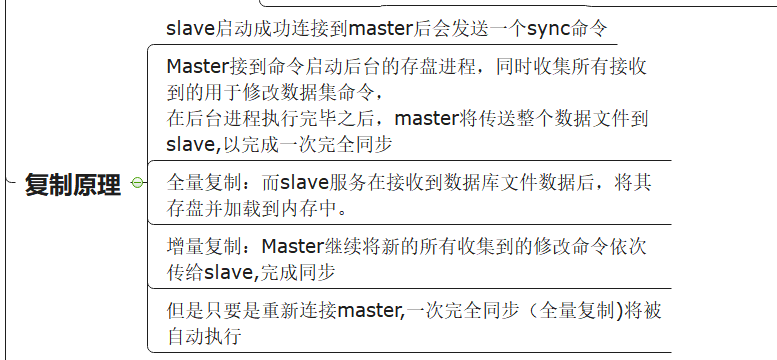 slave启动成功连接到master后会发送一个sync命令
Master接到命令启动后台的存盘进程，同时收集所有接收
到的用于修改数据集命令，
在后台进程执行完毕之后，master将传送整个数据文件到
slave,以完成一次完全同步
复制原理
全量复制：而slave服务在接收到数据库文件数据后，将其
存盘并加载到内存中。
增量复制：Master继续将新的所有收集到的修改命令依次
传给slave,完成同步
但是只要是重新连接master,一次完全同步（全量复制)将被
自动执行